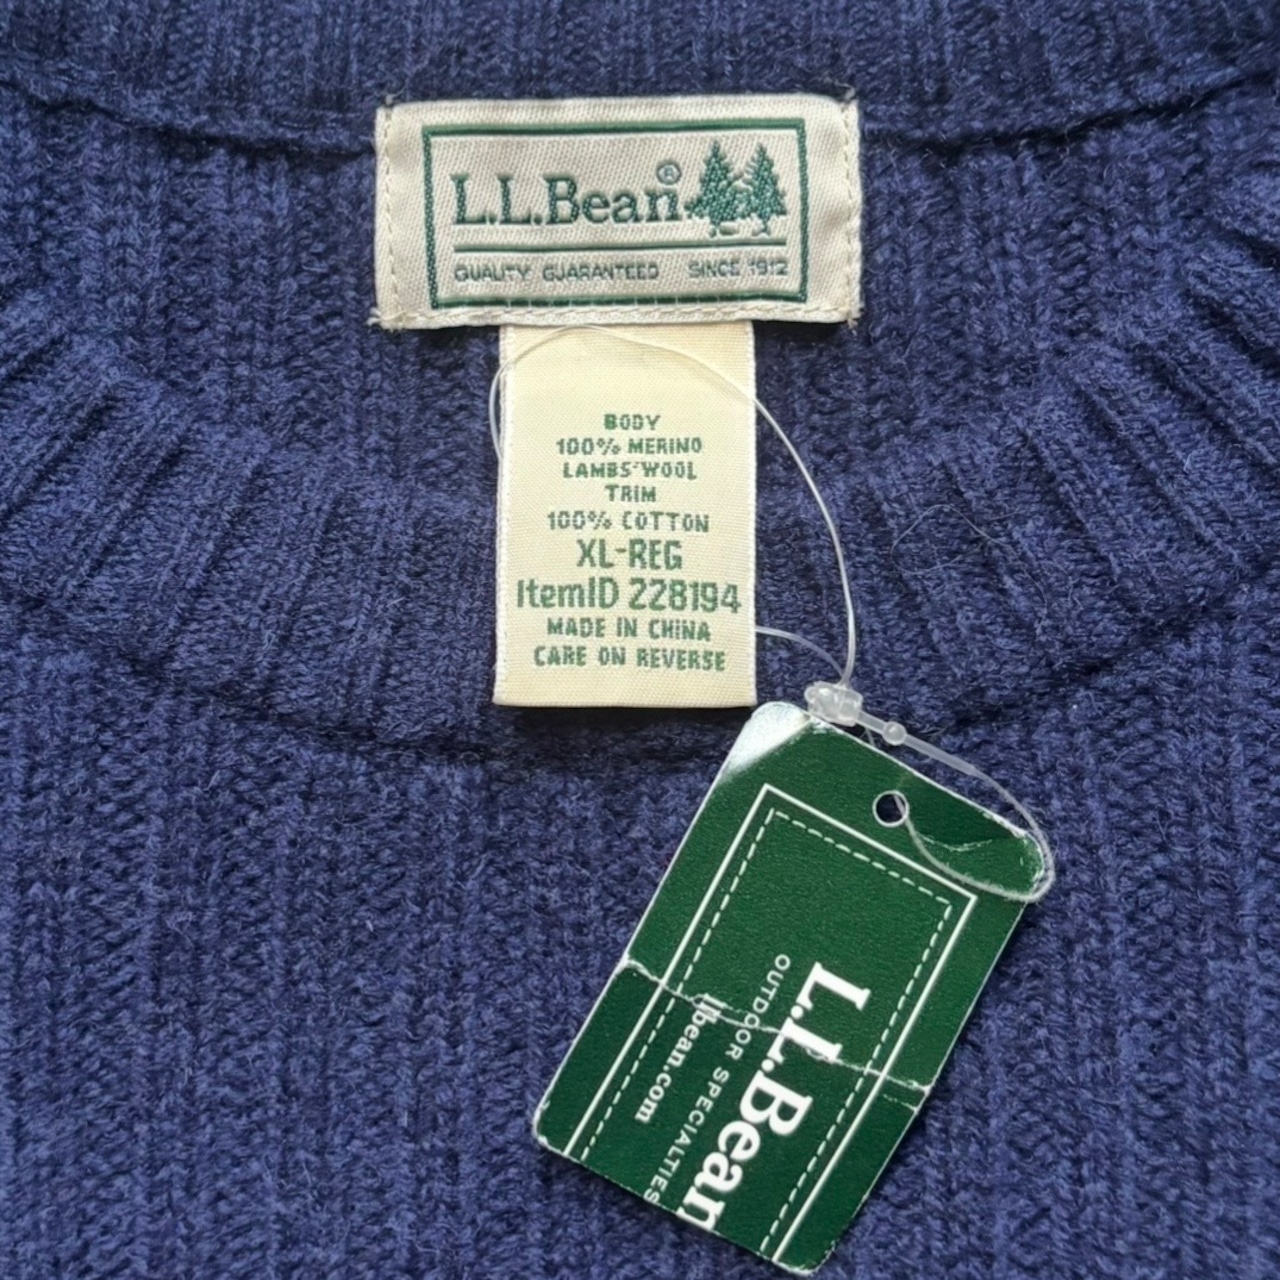 L.L.Bean®
QUALITY GUARANTEED SINCE 1912
BODY
100% MERINO
LAMBS' WOOL
TRIM
100% COTTON
XL-REG
ItemID 228194
MADE IN CHINA
CARE ON REVERSE
L.L.Bean
OUTDOOR SPECIALTIES
llbean.com